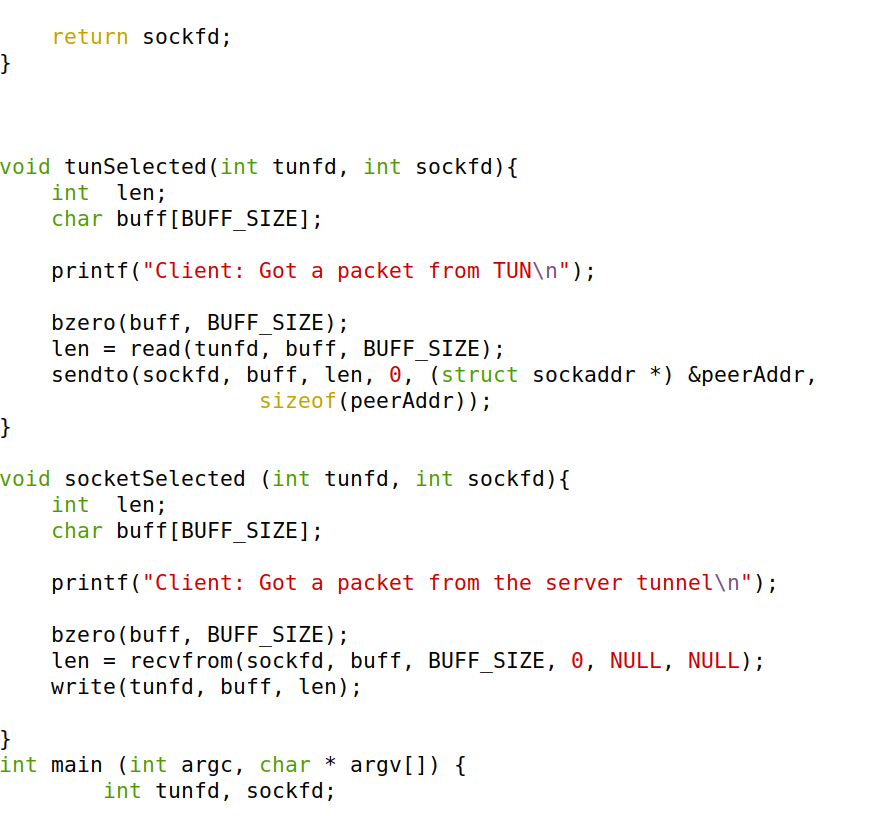 return sockfd;
}
void tunSelected(int tunfd, int sockfd){
    int  len;
    char buff[BUFF_SIZE];
    printf("Client: Got a packet from TUN\n");
    bzero(buff, BUFF_SIZE);
    len = read(tunfd, buff, BUFF_SIZE);
    sendto(sockfd, buff, len, 0, (struct sockaddr *) &peerAddr,
                    sizeof(peerAddr));
}
void socketSelected (int tunfd, int sockfd){
    int  len;
    char buff[BUFF_SIZE];
    printf("Client: Got a packet from the server tunnel\n");
    bzero(buff, BUFF_SIZE);
    len = recvfrom(sockfd, buff, BUFF_SIZE, 0, NULL, NULL);
    write(tunfd, buff, len);
}
int main (int argc, char * argv[]) {
        int tunfd, sockfd;